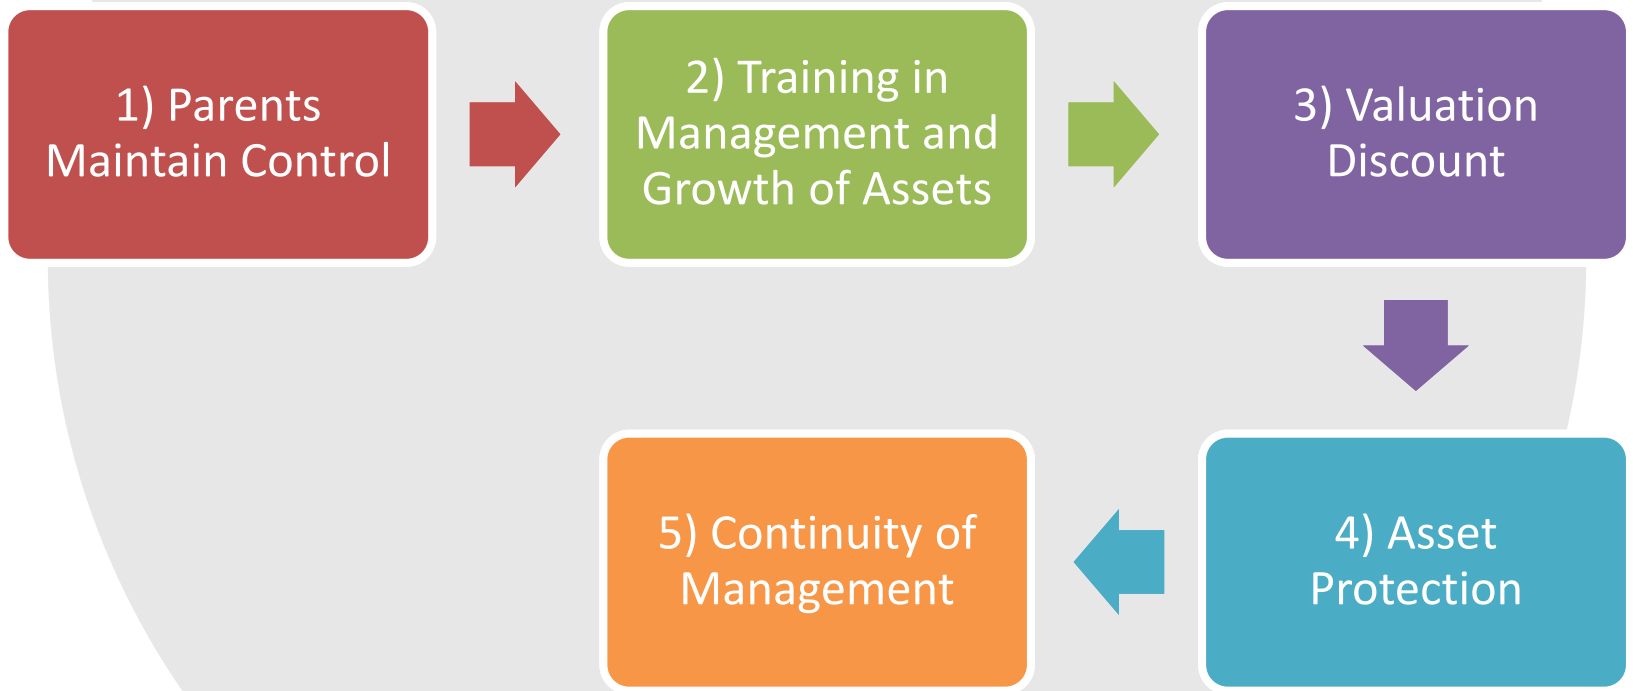 1) Parents
Maintain Control
2) Training in
Management and
Growth of Assets
3) Valuation
Discount
4) Asset
Protection
5) Continuity of
Management